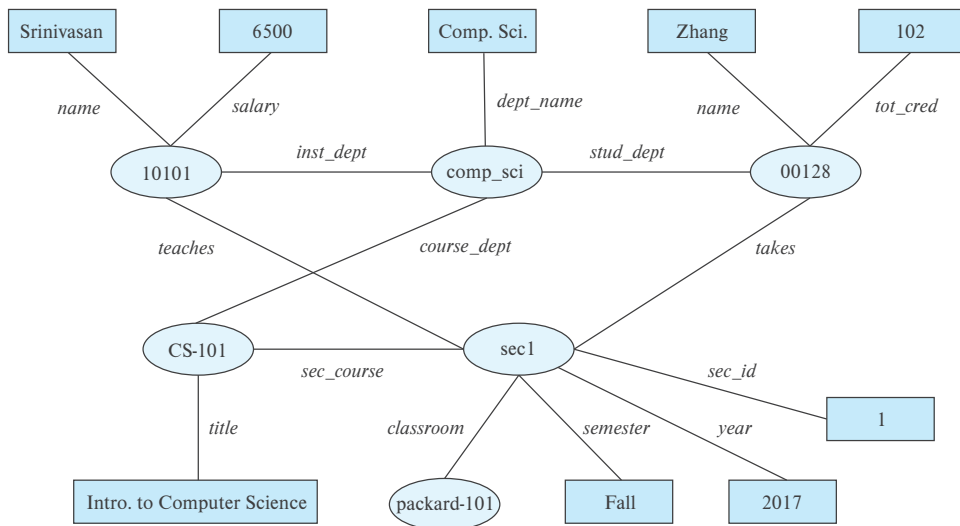 Srinivasan
6500
Comp. Sci.
Zhang
102
name
salary
dept_name
name
tot_cred
inst_dept
stud_dept
10101
comp_sci
00128
teaches
course_dept
takes
CS-101
sec_course
sec1
sec_id
1
title
classroom
semester
year
Intro. to Computer Science
packard-101
Fall
2017